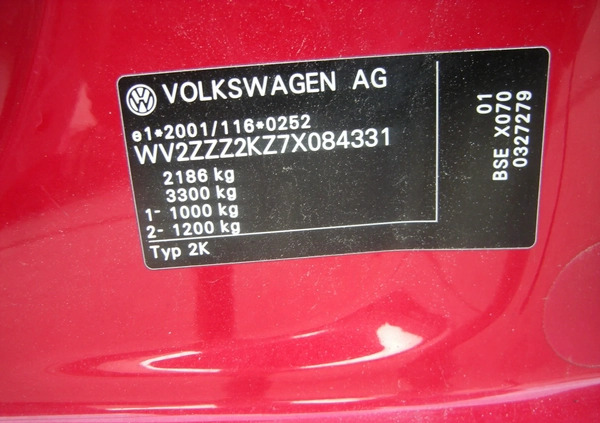 VOLKSWAGEN AG
e1*2001/116*0252
WV2ZZZ2KZ7X084331
2186 kg
3300 kg
1- 1000 kg
2- 1200 kg
Typ 2K
01
BSE X070
0327279